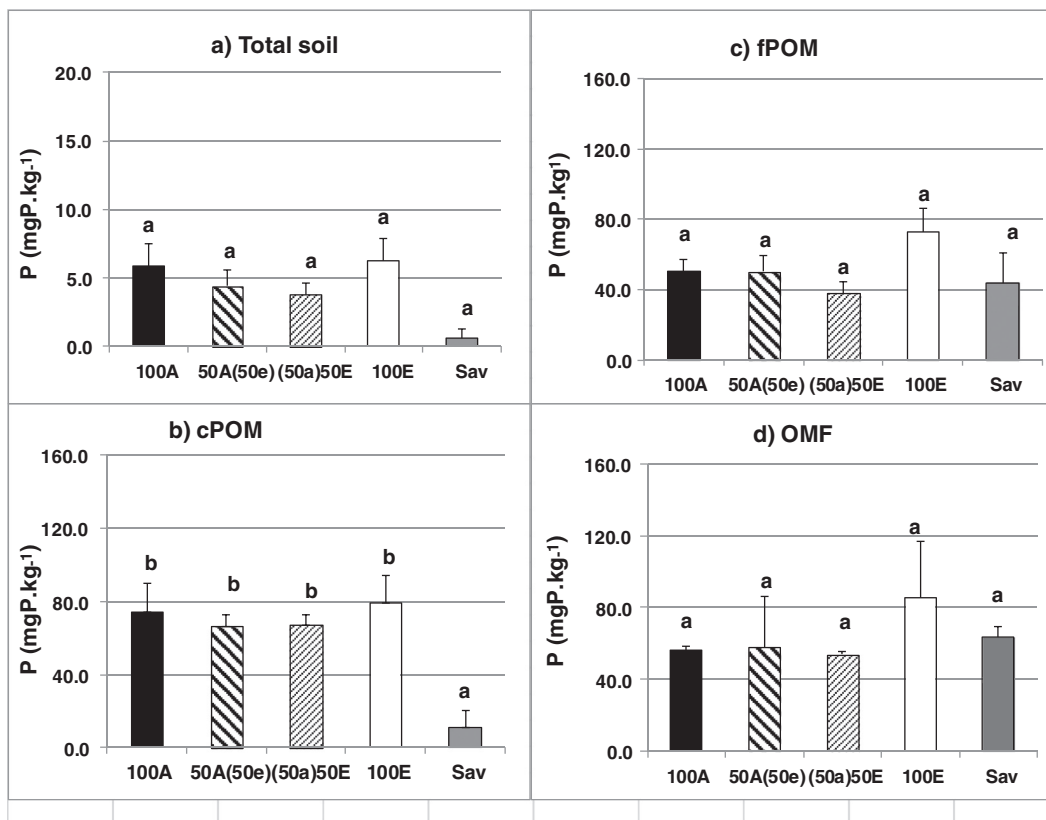 a) Total soil
P (mgP.kg-1)
20.0
15.0
10.0
5.0
0.0
a
a
a
a
a
100A 50A(50e) (50a)50E 100E Sav
c) fPOM
P (mgP.kg1)
160.0
120.0
80.0
40.0
0.0
a
a
a
a
a
100A 50A(50e) (50a)50E 100E Sav
b) cPOM
P (mgP.kg-1)
160.0
120.0
80.0
40.0
0.0
b
b
b
b
a
100A 50A(50e) (50a)50E 100E Sav
d) OMF
P (mgP.kg-1)
160.0
120.0
80.0
40.0
0.0
a
a
a
a
a
100A 50A(50e) (50a)50E 100E Sav